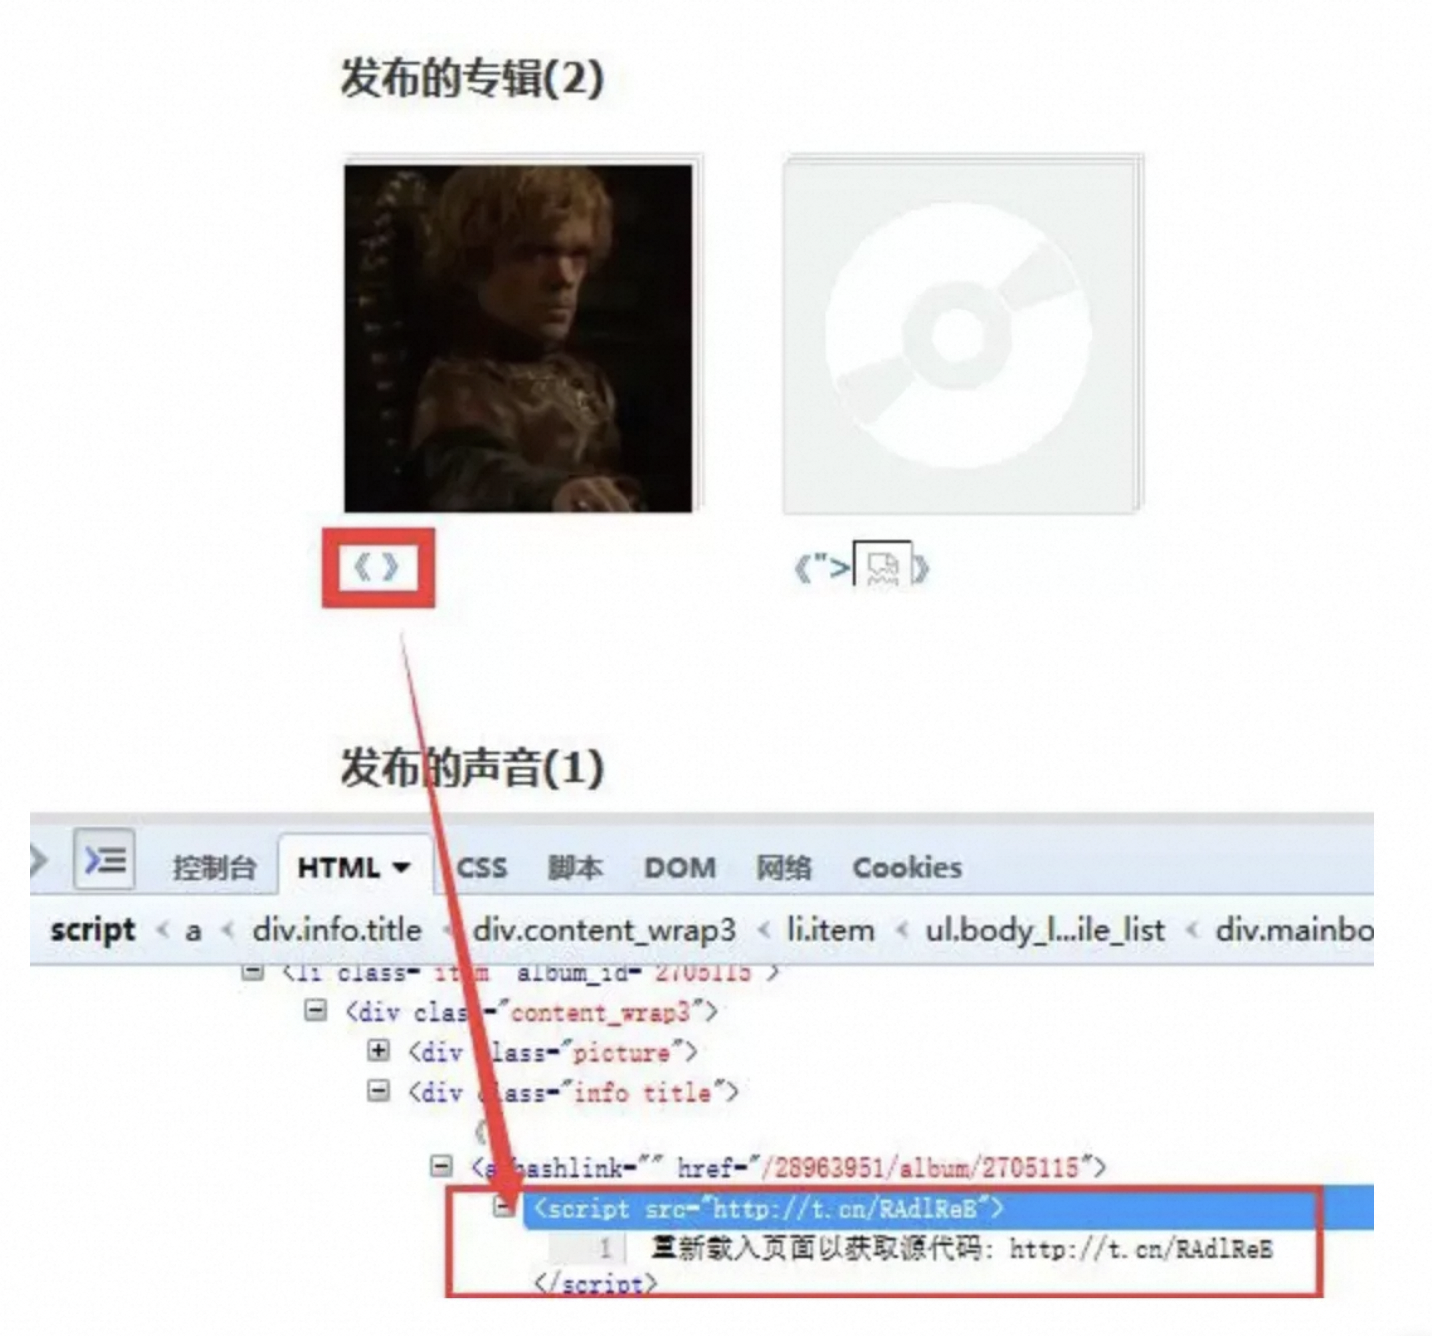 发布的专辑(2)
《 》
《">》
发布的声音(1)
控制台 HTML CSS 脚本 DOM 网络 Cookies
script < a < div.info.title < div.content_wrap3 < li.item < ul.body_l...ile_list < div.mainbo
<li class="item" album_id="2705115">
<div class="content_wrap3">
<div class="picture">
<div class="info title">
《
<a hashlink="" href="/28963951/album/2705115">
<script src="http://t.cn/RAdlReE">
1 重新载入页面以获取源代码: http://t.cn/RAdlReE
</script>